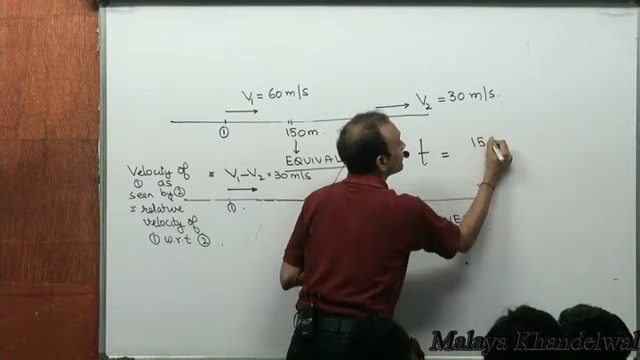 V₁ = 60 m/s
V₂ = 30 m/s.
①
150 m.
↓
EQUIVAL
t = 15
Velocity of
① as
seen by ②
= relative
velocity of
① w.r.t ②
= V₁-V₂ = 30 m/s
①
Malaya Khandelwal